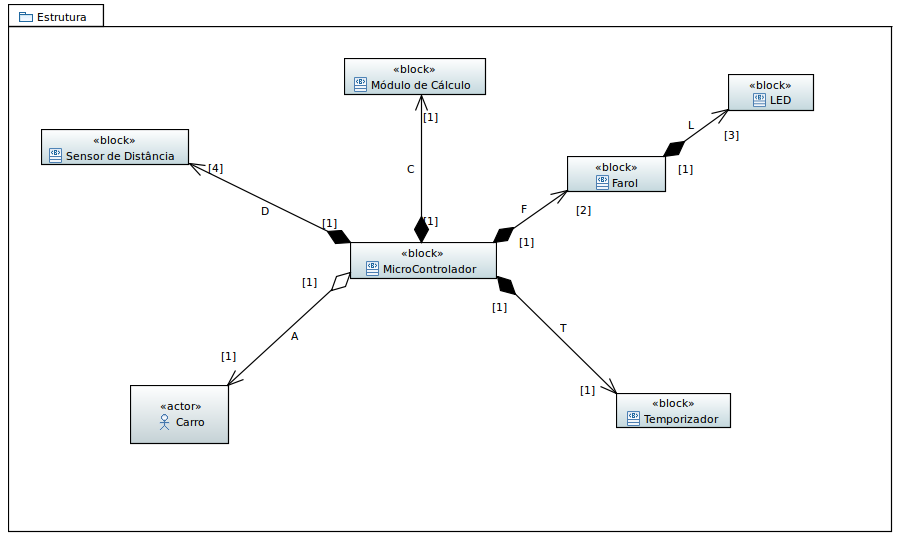 Estrutura
«block»
Módulo de Cálculo
«block»
LED
[1]
L
[3]
«block»
Sensor de Distância
[4]
C
«block»
Farol
[1]
D
F
[2]
[1]
[1]
[1]
«block»
MicroControlador
[1]
[1]
A
T
[1]
[1]
«actor»
Carro
«block»
Temporizador